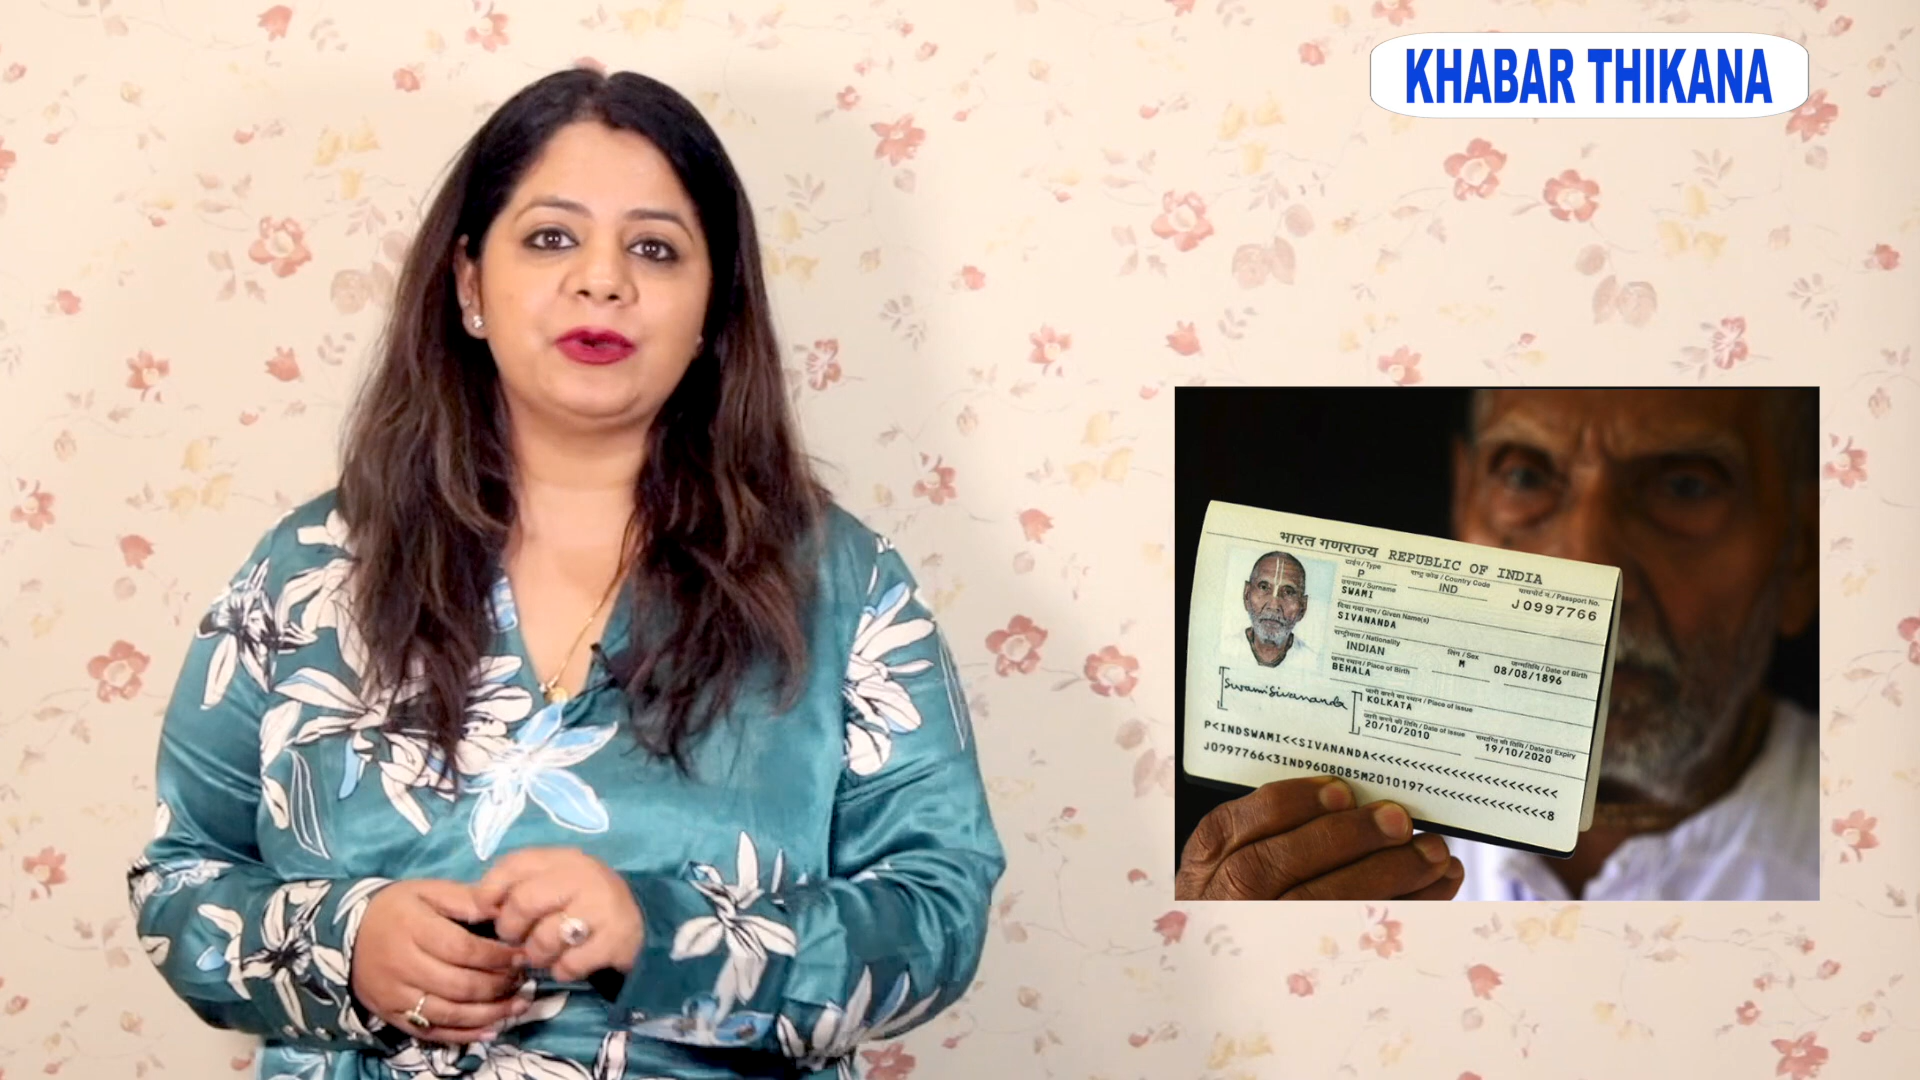 KHABAR THIKANA
भारत गणराज्य REPUBLIC OF INDIA
टाईप / Type
P
राष्ट्र कोड / Country Code
IND
पासपोर्ट नं. / Passport No.
J0997766
उपनाम / Surname
SWAMI
दिया गया नाम / Given Name(s)
SIVANANDA
राष्ट्रीयता / Nationality
INDIAN
लिंग / Sex
M
जन्मतिथि / Date of Birth
08/08/1896
जन्म स्थान / Place of Birth
BEHALA
SwamiSivananda
जारी करने का स्थान / Place of Issue
KOLKATA
जारी करने की तिथि / Date of Issue
20/10/2010
समाप्ति की तिथि / Date of Expiry
19/10/2020
P<INDSWAMI<<SIVANANDA<<<<<<<<<<<<<<<<<<<<<<<
J0997766<3IND9608085M2010197<<<<<<<<<<<<<<<8